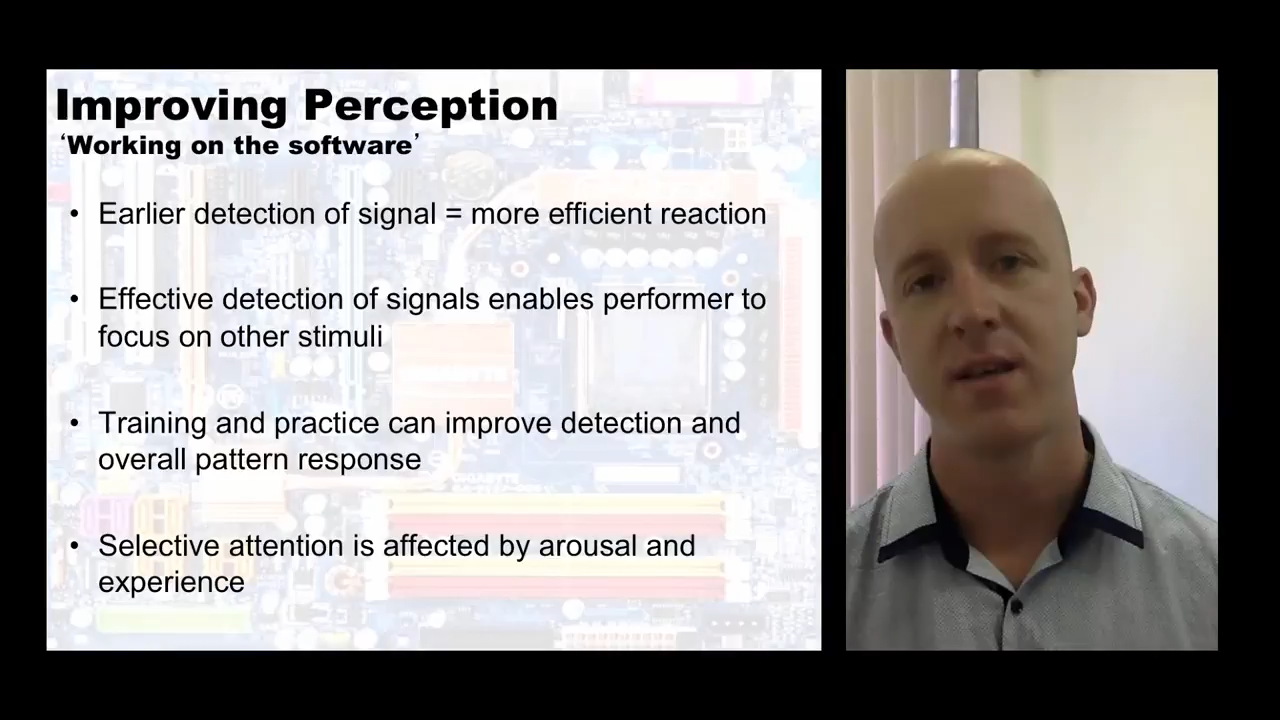 Improving Perception
‘Working on the software’
• Earlier detection of signal = more efficient reaction
• Effective detection of signals enables performer to
focus on other stimuli
• Training and practice can improve detection and
overall pattern response
• Selective attention is affected by arousal and
experience
GIGABYTE